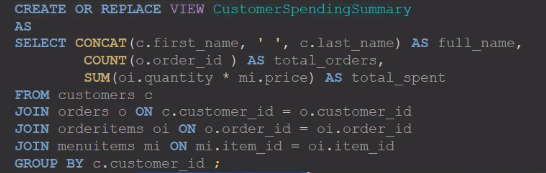 CREATE OR REPLACE VIEW CustomerSpendingSummary
AS
SELECT CONCAT(c.first_name, ' ', c.last_name) AS full_name,
COUNT(o.order_id ) AS total_orders,
SUM(oi.quantity * mi.price) AS total_spent
FROM customers c
JOIN orders o ON c.customer_id = o.customer_id
JOIN orderitems oi ON o.order_id = oi.order_id
JOIN menuitems mi ON mi.item_id = oi.item_id
GROUP BY c.customer_id ;